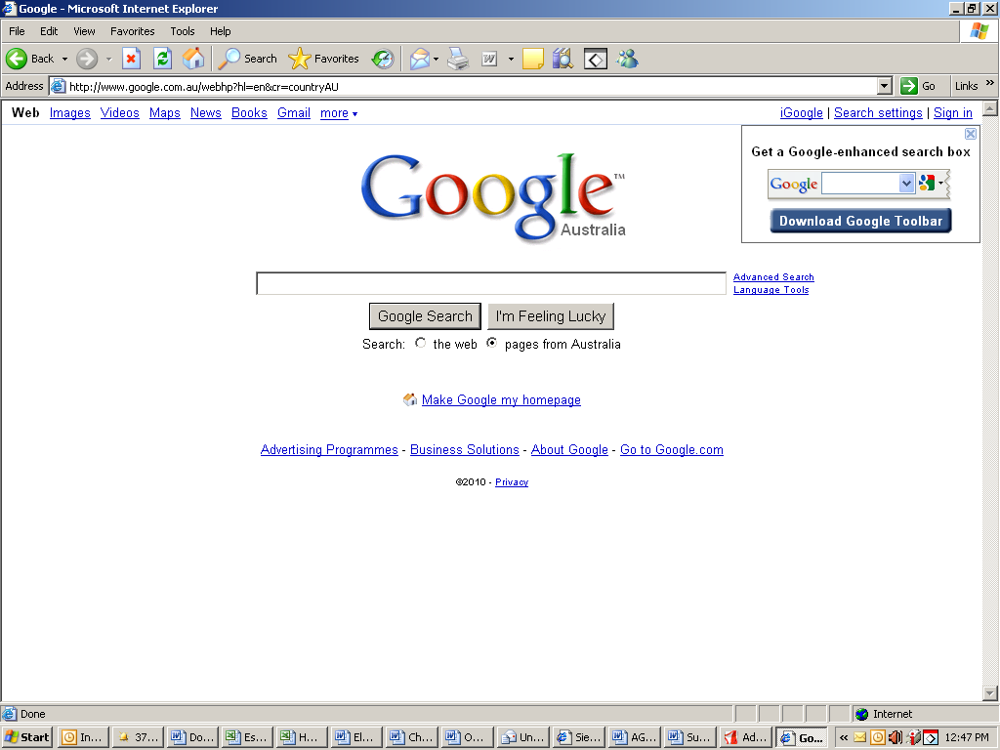 Google - Microsoft Internet Explorer
File Edit View Favorites Tools Help
Back Search Favorites
Address http://www.google.com.au/webhp?hl=en&cr=countryAU Go Links »
Web Images Videos Maps News Books Gmail more ▾ iGoogle | Search settings | Sign in
Get a Google-enhanced search box
Google
Download Google Toolbar
Google™
Australia
Advanced Search
Language Tools
Google Search I'm Feeling Lucky
Search: the web pages from Australia
Make Google my homepage
Advertising Programmes - Business Solutions - About Google - Go to Google.com
©2010 - Privacy
Done Internet
Start In... 37... Do... Es... H... El... Ch... O... Un... Sie... AG... Su... Ad... Go... « 12:47 PM